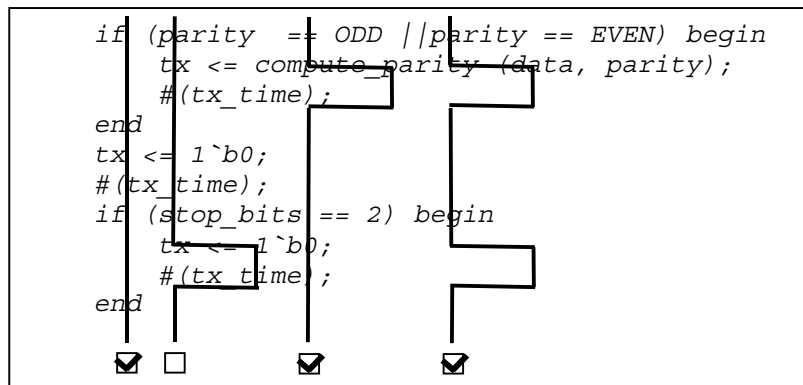 if (parity == ODD ||parity == EVEN) begin
tx <= compute_parity (data, parity);
#(tx_time);
end
tx <= 1`b0;
#(tx_time);
if (stop_bits == 2) begin
tx <= 1`b0;
#(tx_time);
end